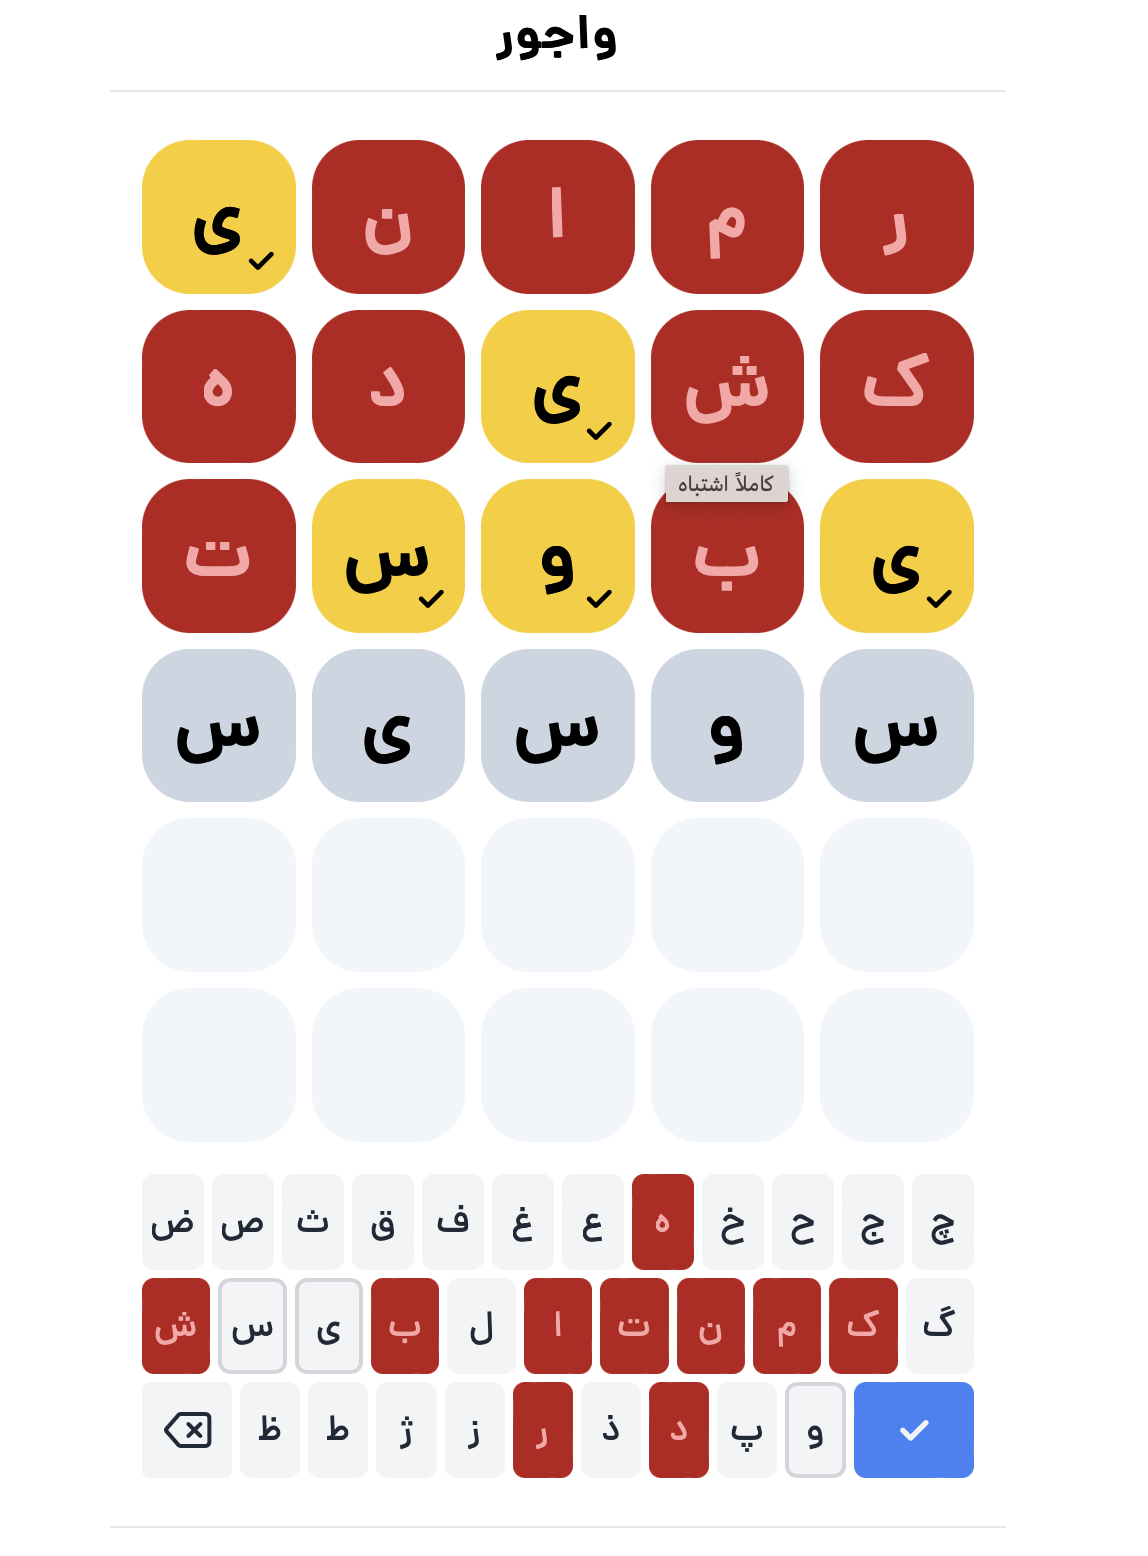 واجور
ر م ا ن ی
ک ش ی د ه
کاملاً اشتباه
ی ب و س ت
س و س ی س
چ ج ح خ ه ع غ ف ق ث ص ض
گ ک م ن ت ا ل ب ی س ش
و پ د ذ ر ز ژ ط ظ